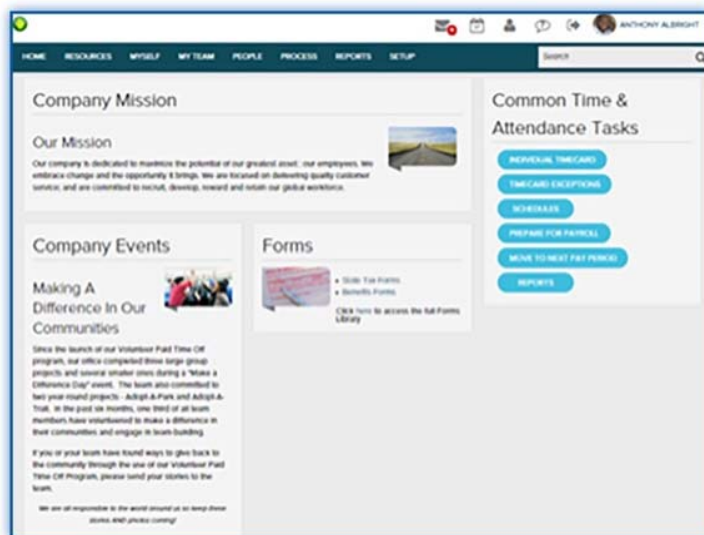 ANTHONY ALBRIGHT
HOME RESOURCES MYSELF MY TEAM PEOPLE PROCESS REPORTS SETUP
Search
Company Mission
Our Mission
Our company is dedicated to maximize the potential of our greatest asset: our employees. We
embrace change and the opportunity it brings. We are focused on delivering quality customer
service, and are committed to recruit, develop, reward and retain our global workforce.
Common Time &
Attendance Tasks
INDIVIDUAL TIMECARD
TIMECARD EXCEPTIONS
SCHEDULES
PREPARE FOR PAYROLL
MOVE TO NEXT PAY PERIOD
REPORTS
Company Events
Making A
Difference In Our
Communities
Since the launch of our Volunteer Paid Time Off
program, our office completed three large group
projects and several smaller ones during a "Make a
Difference Day" event. The team also committed to
two year-round projects - Adopt-A-Park and Adopt-A-
Trail. In the past six months, one third of all team
members have volunteered to make a difference in
their communities and engage in team-building.
If you or your team have found ways to give back to
the community through the use of our Volunteer Paid
Time Off Program, please send your stories to the
team.
We are all responsible to the world around us so keep these
stories AND photos coming!
Forms
State Tax Forms
Benefits Forms
Click here to access the full Forms
Library